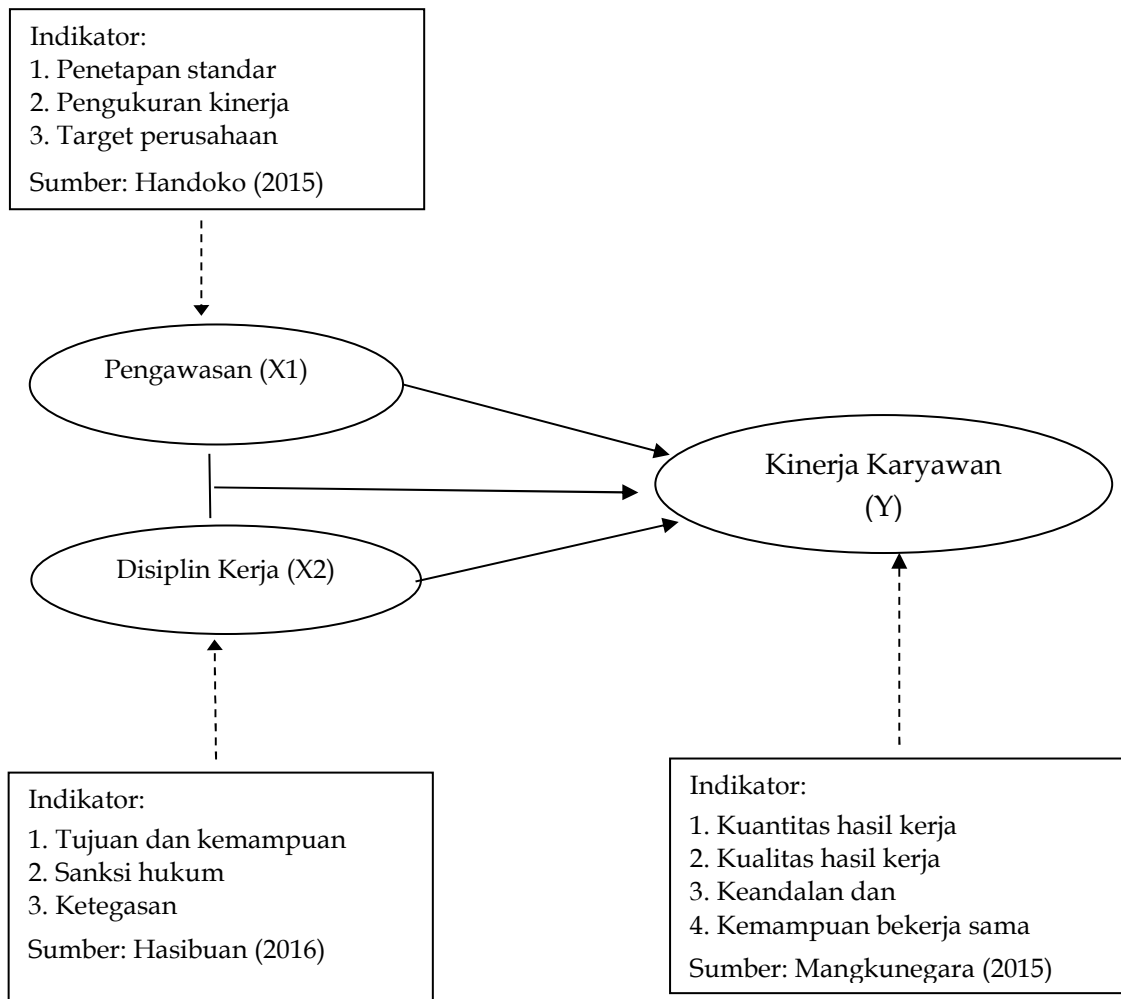 Indikator:
1. Penetapan standar
2. Pengukuran kinerja
3. Target perusahaan
Sumber: Handoko (2015)
Pengawasan (X1)
Kinerja Karyawan
(Y)
Disiplin Kerja (X2)
Indikator:
1. Tujuan dan kemampuan
2. Sanksi hukum
3. Ketegasan
Sumber: Hasibuan (2016)
Indikator:
1. Kuantitas hasil kerja
2. Kualitas hasil kerja
3. Keandalan dan
4. Kemampuan bekerja sama
Sumber: Mangkunegara (2015)